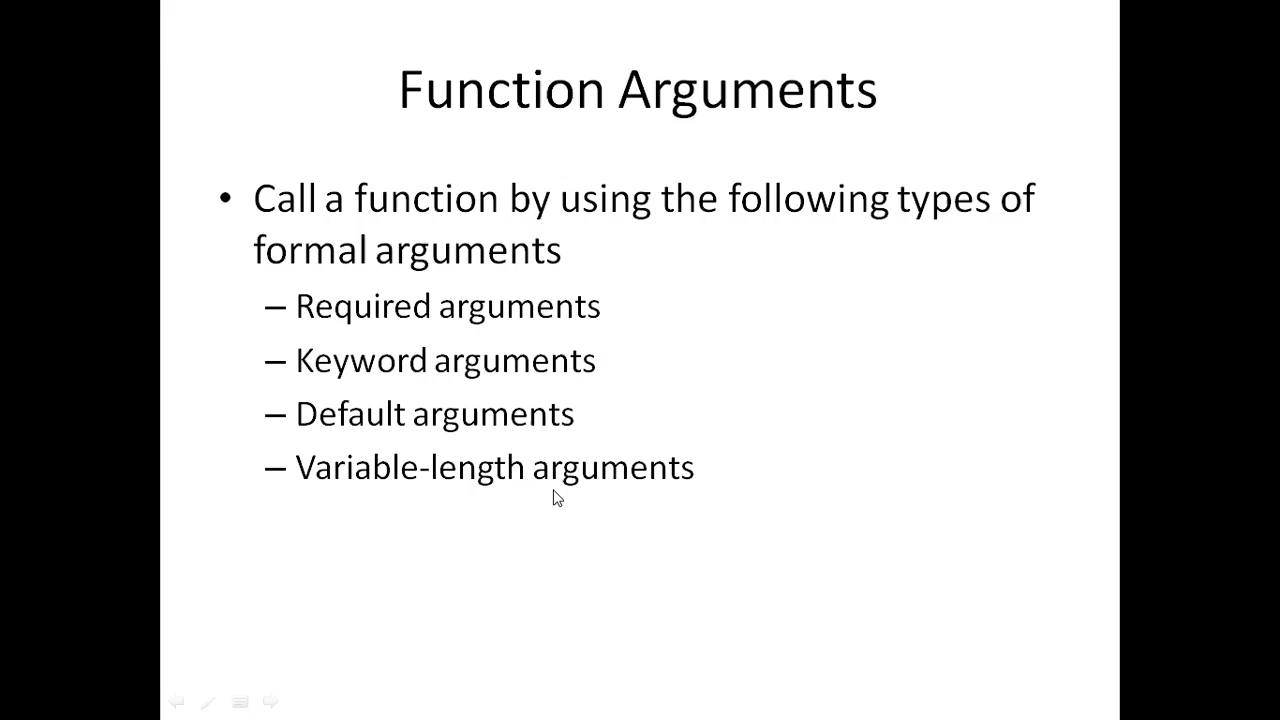 Function Arguments
• Call a function by using the following types of
formal arguments
– Required arguments
– Keyword arguments
– Default arguments
– Variable-length arguments